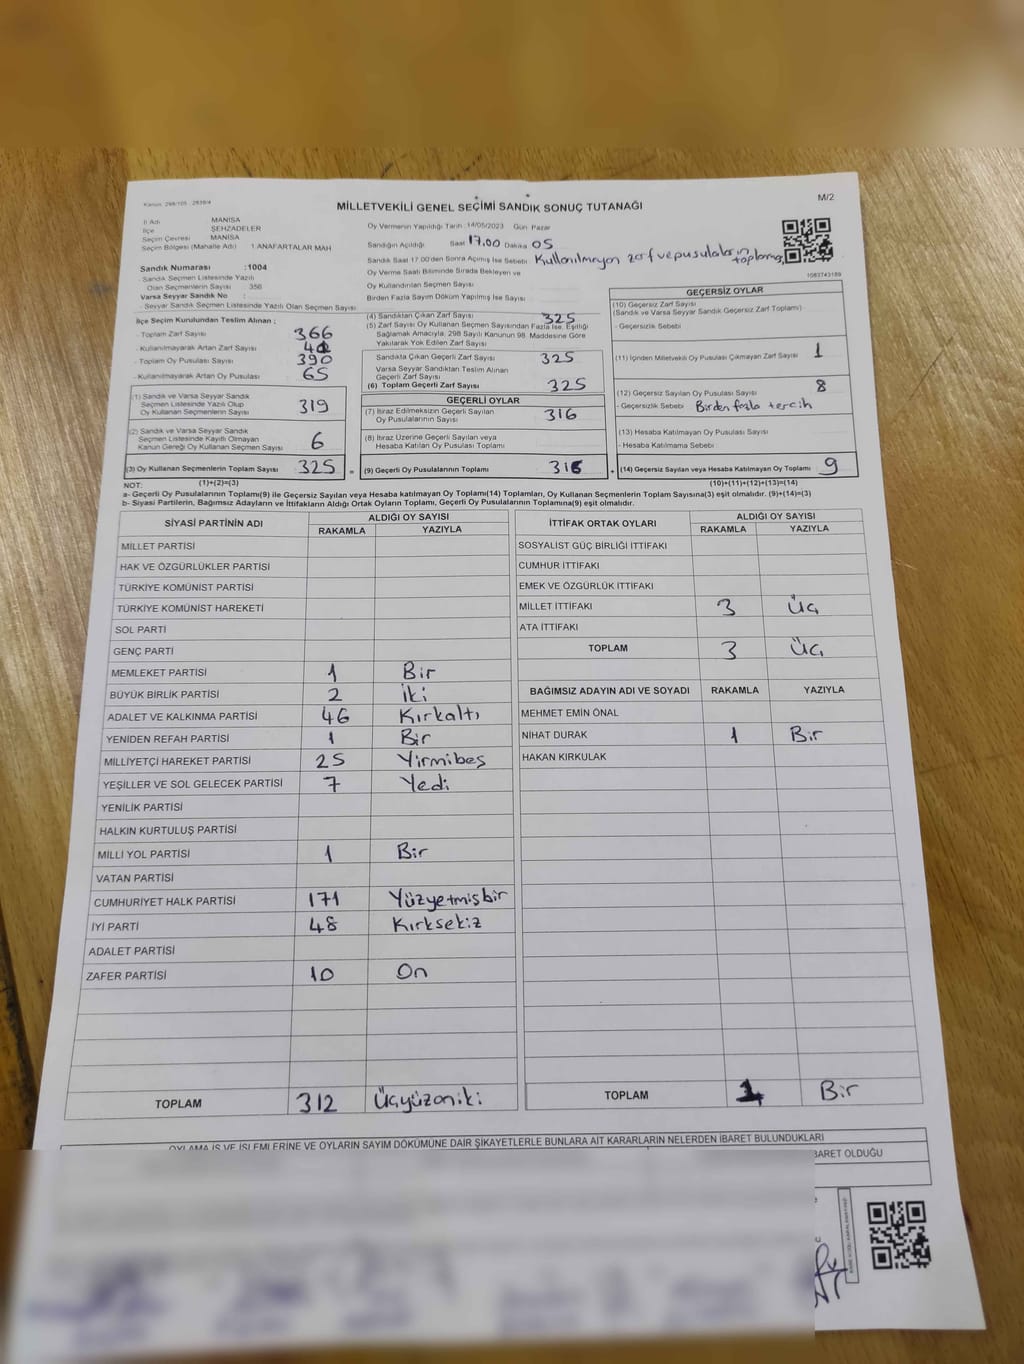 Kanun: 298/105 - 2839/4
MİLLETVEKİLİ GENEL SEÇİMİ SANDIK SONUÇ TUTANAĞI
M/2
İl Adı MANİSA
İlçe ŞEHZADELER
Seçim Çevresi MANİSA
Seçim Bölgesi (Mahalle Adı) 1.ANAFARTALAR MAH
Sandık Numarası : 1004
- Sandık Seçmen Listesinde Yazılı
Olan Seçmenlerin Sayısı : 356
Varsa Seyyar Sandık No :
- Seyyar Sandık Seçmen Listesinde Yazılı Olan Seçmen Sayısı
Oy Vermenin Yapıldığı Tarih :14/05/2023 Gün Pazar
Sandığın Açıldığı Saat 17.00 Dakika 05
Sandık Saat 17.00'den Sonra Açılmış İse Sebebi: Kullanılmayan zarf ve pusulaların toplama,
Oy Verme Saati Bitiminde Sırada Bekleyen ve
Oy Kullandırılan Seçmen Sayısı
Birden Fazla Sayım Döküm Yapılmış İse Sayısı :
1583743189
İlçe Seçim Kurulundan Teslim Alınan ;
- Toplam Zarf Sayısı 366
- Kullanılmayarak Artan Zarf Sayısı
- Toplam Oy Pusulası Sayısı 390
- Kullanılmayarak Artan Oy Pusulası 65
(1) Sandık ve Varsa Seyyar Sandık
Seçmen Listesinde Yazılı Olup
Oy Kullanan Seçmenlerin Sayısı 319
(2) Sandık ve Varsa Seyyar Sandık
Seçmen Listesinde Kayıtlı Olmayan
Kanun Gereği Oy Kullanan Seçmen Sayısı 6
(3) Oy Kullanan Seçmenlerin Toplam Sayısı 325 =
(1)+(2)=(3)
(4) Sandıktan Çıkan Zarf Sayısı 325
(5) Zarf Sayısı Oy Kullanan Seçmen Sayısından Fazla İse, Eşitliği
Sağlamak Amacıyla, 298 Sayılı Kanunun 98. Maddesine Göre
Yakılarak Yok Edilen Zarf Sayısı
Sandıkta Çıkan Geçerli Zarf Sayısı 325
Varsa Seyyar Sandıktan Teslim Alınan
Geçerli Zarf Sayısı
(6) Toplam Geçerli Zarf Sayısı 325
GEÇERLİ OYLAR
(7) İtiraz Edilmeksizin Geçerli Sayılan
Oy Pusulalarının Sayısı 316
(8) İtiraz Üzerine Geçerli Sayılan veya
Hesaba Katılan Oy Pusulası Toplamı
(9) Geçerli Oy Pusulalarının Toplamı 316 +
GEÇERSİZ OYLAR
(10) Geçersiz Zarf Sayısı
(Sandık ve Varsa Seyyar Sandık Geçersiz Zarf Toplamı)
- Geçersizlik Sebebi
(11) İçinden Milletvekili Oy Pusulası Çıkmayan Zarf Sayısı 1
(12) Geçersiz Sayılan Oy Pusulası Sayısı 8
- Geçersizlik Sebebi Birden fazla tercih
(13) Hesaba Katılmayan Oy Pusulası Sayısı
- Hesaba Katılmama Sebebi
(14) Geçersiz Sayılan veya Hesaba Katılmayan Oy Toplamı 9
(10)+(11)+(12)+(13)=(14)
NOT:
a- Geçerli Oy Pusulalarının Toplamı(9) ile Geçersiz Sayılan veya Hesaba katılmayan Oy Toplamı(14) Toplamları, Oy Kullanan Seçmenlerin Toplam Sayısına(3) eşit olmalıdır. (9)+(14)=(3)
b- Siyasi Partilerin, Bağımsız Adayların ve İttifakların Aldığı Ortak Oyların Toplamı, Geçerli Oy Pusulalarının Toplamına(9) eşit olmalıdır.
SİYASİ PARTİNİN ADI ALDIĞI OY SAYISI
RAKAMLA YAZIYLA
MİLLET PARTİSİ
HAK VE ÖZGÜRLÜKLER PARTİSİ
TÜRKİYE KOMÜNİST PARTİSİ
TÜRKİYE KOMÜNİST HAREKETİ
SOL PARTİ
GENÇ PARTİ
MEMLEKET PARTİSİ 1 Bir
BÜYÜK BİRLİK PARTİSİ 2 İki
ADALET VE KALKINMA PARTİSİ 46 Kırkaltı
YENİDEN REFAH PARTİSİ 1 Bir
MİLLİYETÇİ HAREKET PARTİSİ 25 Yirmibeş
YEŞİLLER VE SOL GELECEK PARTİSİ 7 Yedi
YENİLİK PARTİSİ
HALKIN KURTULUŞ PARTİSİ
MİLLİ YOL PARTİSİ 1 Bir
VATAN PARTİSİ
CUMHURİYET HALK PARTİSİ 171 Yüzyetmişbir
İYİ PARTİ 48 Kırksekiz
ADALET PARTİSİ
ZAFER PARTİSİ 10 On
TOPLAM 312 Üçyüzoniki
İTTİFAK ORTAK OYLARI ALDIĞI OY SAYISI
RAKAMLA YAZIYLA
SOSYALİST GÜÇ BİRLİĞİ İTTİFAKI
CUMHUR İTTİFAKI
EMEK VE ÖZGÜRLÜK İTTİFAKI
MİLLET İTTİFAKI 3 Üç
ATA İTTİFAKI
TOPLAM 3 Üç
BAĞIMSIZ ADAYIN ADI VE SOYADI RAKAMLA YAZIYLA
MEHMET EMİN ÖNAL
NİHAT DURAK 1 Bir
HAKAN KIRKULAK
TOPLAM 1 Bir
OYLAMA İŞ VE İŞLEMLERİNE VE OYLARIN SAYIM DÖKÜMÜNE DAİR ŞİKAYETLERLE BUNLARA AİT KARARLARIN NELERDEN İBARET BULUNDUKLARI
BARET OLDUĞU